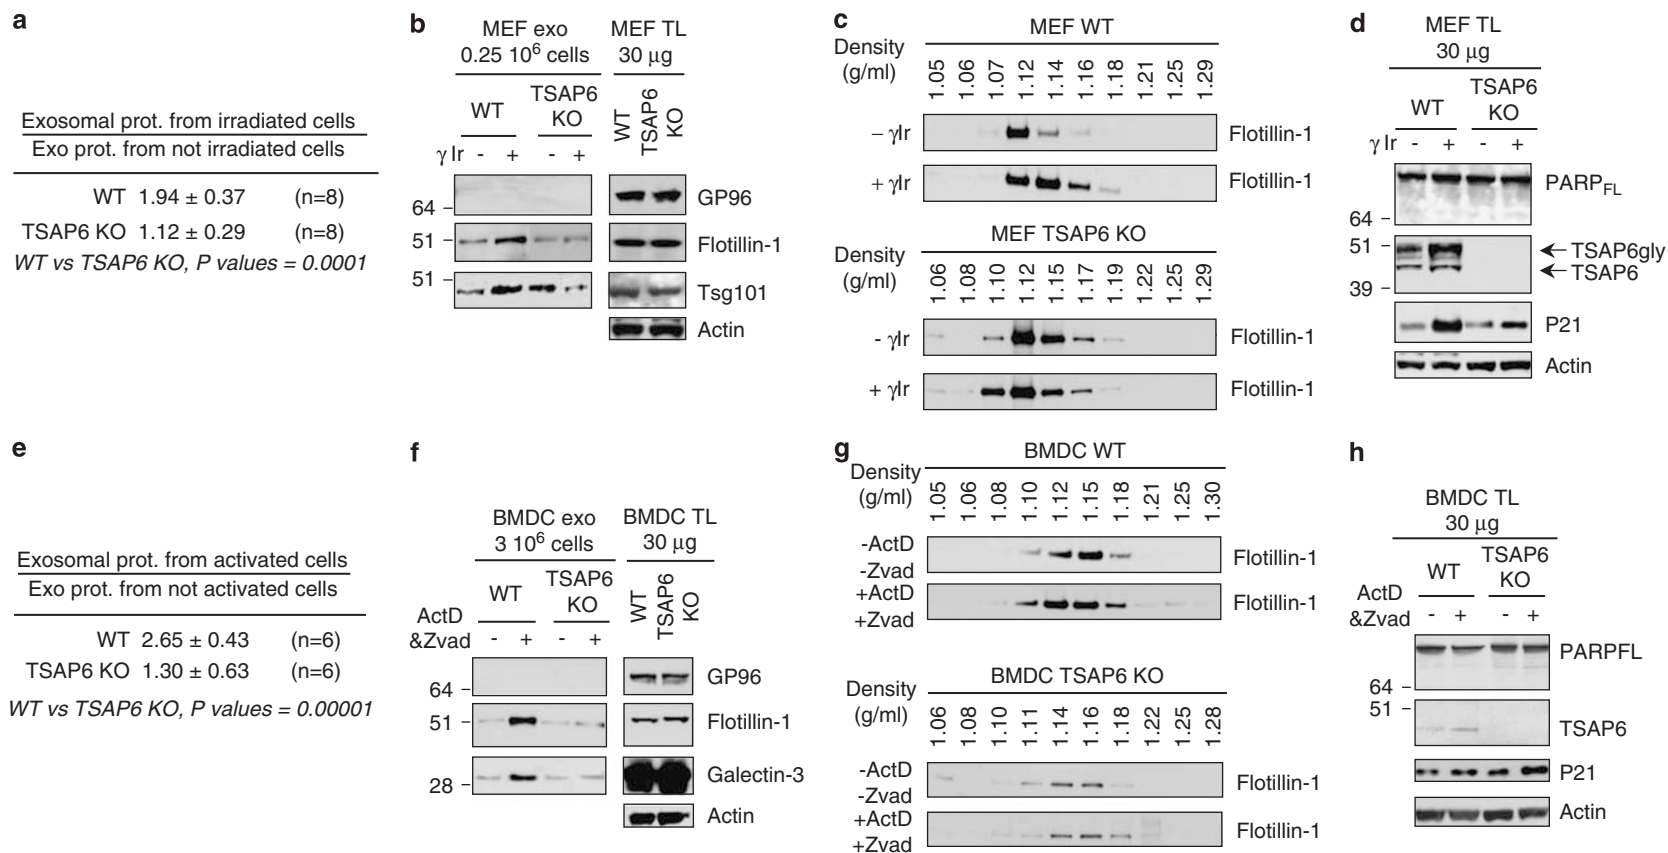 a
Exosomal prot. from irradiated cells
Exo prot. from not irradiated cells
WT 1.94 ± 0.37 (n=8)
TSAP6 KO 1.12 ± 0.29 (n=8)
WT vs TSAP6 KO, P values = 0.0001
b
MEF exo MEF TL
0.25 10⁶ cells 30 µg
WT TSAP6 KO WT TSAP6 KO
γ Ir - + - +
64 GP96
51 Flotillin-1
51 Tsg101
Actin
c
MEF WT
Density (g/ml)
1.05 1.06 1.07 1.12 1.14 1.16 1.18 1.21 1.25 1.29
– γIr Flotillin-1
+ γIr Flotillin-1
MEF TSAP6 KO
Density (g/ml)
1.06 1.08 1.10 1.12 1.15 1.17 1.19 1.22 1.25 1.29
- γIr Flotillin-1
+ γIr Flotillin-1
d
MEF TL
30 µg
WT TSAP6 KO
γ Ir - + - +
PARP_FL
64
51 TSAP6gly
TSAP6
39
P21
Actin
e
Exosomal prot. from activated cells
Exo prot. from not activated cells
WT 2.65 ± 0.43 (n=6)
TSAP6 KO 1.30 ± 0.63 (n=6)
WT vs TSAP6 KO, P values = 0.00001
f
BMDC exo BMDC TL
3 10⁶ cells 30 µg
WT TSAP6 KO WT TSAP6 KO
ActD
&Zvad - + - +
64 GP96
51 Flotillin-1
28 Galectin-3
Actin
g
BMDC WT
Density (g/ml)
1.05 1.06 1.08 1.10 1.12 1.15 1.18 1.21 1.25 1.30
-ActD
-Zvad Flotillin-1
+ActD
+Zvad Flotillin-1
BMDC TSAP6 KO
Density (g/ml)
1.06 1.08 1.10 1.11 1.14 1.16 1.18 1.22 1.25 1.28
-ActD
-Zvad Flotillin-1
+ActD
+Zvad Flotillin-1
h
BMDC TL
30 µg
WT TSAP6 KO
ActD
&Zvad - + - +
PARPFL
64
51
TSAP6
P21
Actin